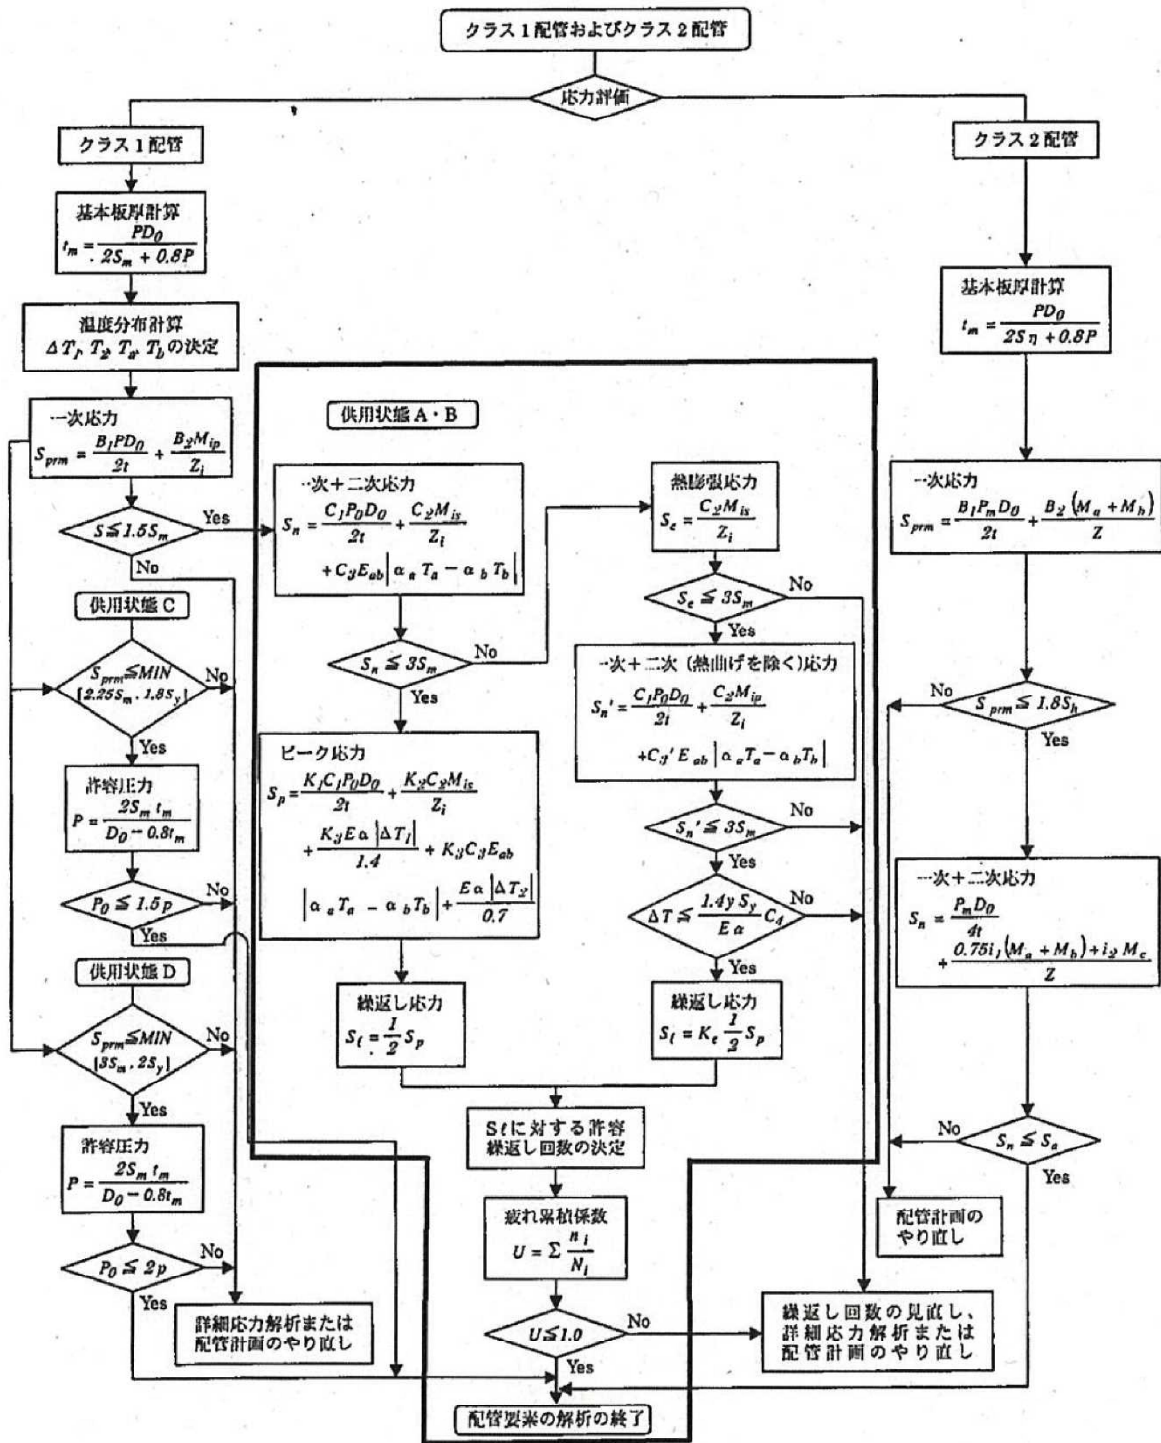 クラス1配管およびクラス2配管
応力評価
クラス1配管
基本板厚計算
t_m = PD_0 / (2S_m + 0.8P)
温度分布計算
ΔT_1, T_2, T_a, T_b の決定
一次応力
S_prm = B_1PD_0 / 2t + B_2M_ip / Z_i
S≦1.5S_m
Yes
No
供用状態C
S_prm≦MIN
[2.25S_m, 1.8S_y]
No
Yes
許容圧力
P = 2S_m t_m / (D_0 − 0.8t_m)
P_0 ≦ 1.5p
No
Yes
供用状態D
S_prm≦MIN
[3S_m, 2S_y]
No
Yes
許容圧力
P = 2S_m t_m / (D_0 − 0.8t_m)
P_0 ≦ 2p
No
Yes
詳細応力解析または
配管計画のやり直し
供用状態A・B
一次+二次応力
S_n = C_1P_0D_0 / 2t + C_2M_is / Z_i
+ C_3E_ab|α_a T_a − α_b T_b|
S_n ≦ 3S_m
No
Yes
ピーク応力
S_p = K_1C_1P_0D_0 / 2t + K_2C_2M_is / Z_i
+ K_3Eα|ΔT_1| / 1.4 + K_3C_3E_ab
|α_a T_a − α_b T_b| + Eα|ΔT_2| / 0.7
繰返し応力
S_ℓ = 1/2 S_p
熱膨張応力
S_e = C_2M_is / Z_i
S_e ≦ 3S_m
No
Yes
一次+二次(熱曲げを除く)応力
S_n' = C_1P_0D_0 / 2t + C_2M_ip / Z_i
+C_3' E_ab|α_a T_a − α_b T_b|
S_n' ≦ 3S_m
No
Yes
ΔT ≦ 1.4y S_y / Eα C_4
No
Yes
繰返し応力
S_ℓ = K_e 1/2 S_p
Sℓに対する許容
繰返し回数の決定
疲れ累積係数
U = Σ n_i / N_i
U≦1.0
No
Yes
繰返し回数の見直し、
詳細応力解析または
配管計画のやり直し
配管要素の解析の終了
クラス2配管
基本板厚計算
t_m = PD_0 / (2Sη + 0.8P)
一次応力
S_prm = B_1P_mD_0 / 2t + B_2(M_a + M_b) / Z
S_prm ≦ 1.8S_h
No
Yes
一次+二次応力
S_n = P_mD_0 / 4t
+ 0.75i_1(M_a + M_b) + i_2 M_c / Z
S_n ≦ S_a
No
Yes
配管計画の
やり直し